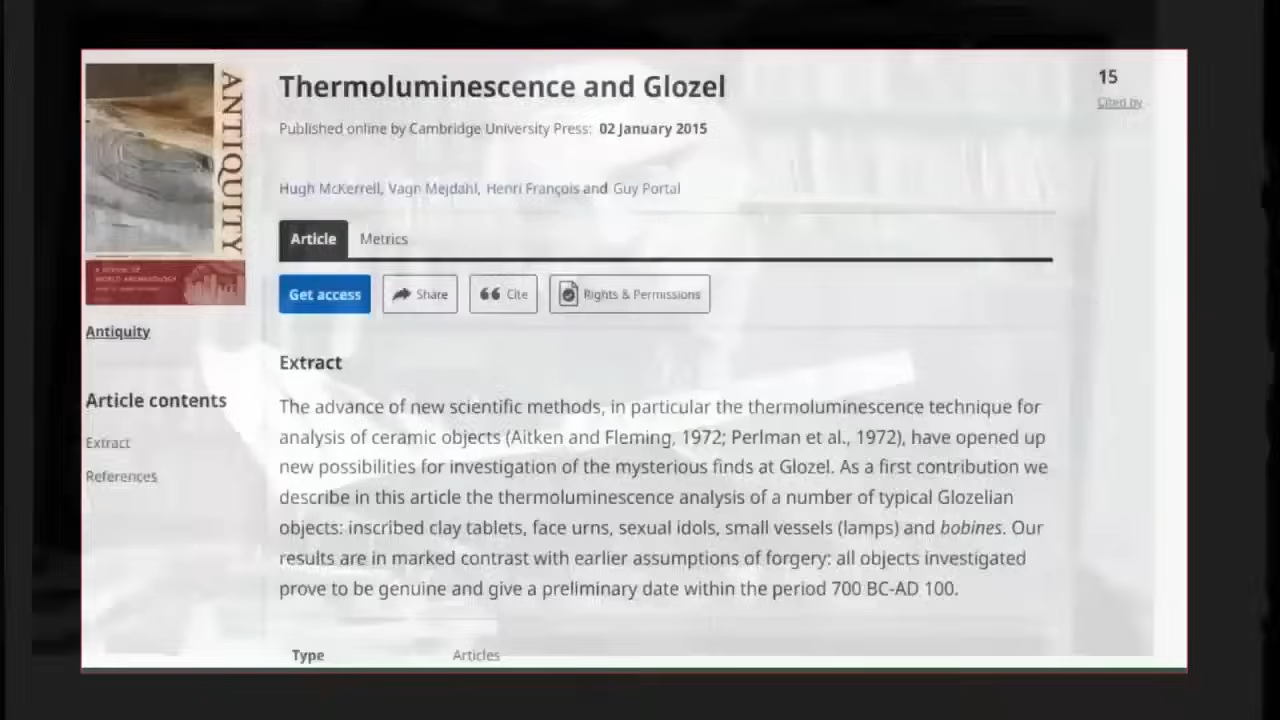 Thermoluminescence and Glozel
15
Cited by
Published online by Cambridge University Press: 02 January 2015
Hugh McKerrell, Vagn Mejdahl, Henri François and Guy Portal
ANTIQUITY
Article
Metrics
Get access
Share
Cite
Rights & Permissions
Antiquity
Article contents
Extract
References
Extract
The advance of new scientific methods, in particular the thermoluminescence technique for
analysis of ceramic objects (Aitken and Fleming, 1972; Perlman et al., 1972), have opened up
new possibilities for investigation of the mysterious finds at Glozel. As a first contribution we
describe in this article the thermoluminescence analysis of a number of typical Glozelian
objects: inscribed clay tablets, face urns, sexual idols, small vessels (lamps) and bobines. Our
results are in marked contrast with earlier assumptions of forgery: all objects investigated
prove to be genuine and give a preliminary date within the period 700 BC-AD 100.
Type
Articles